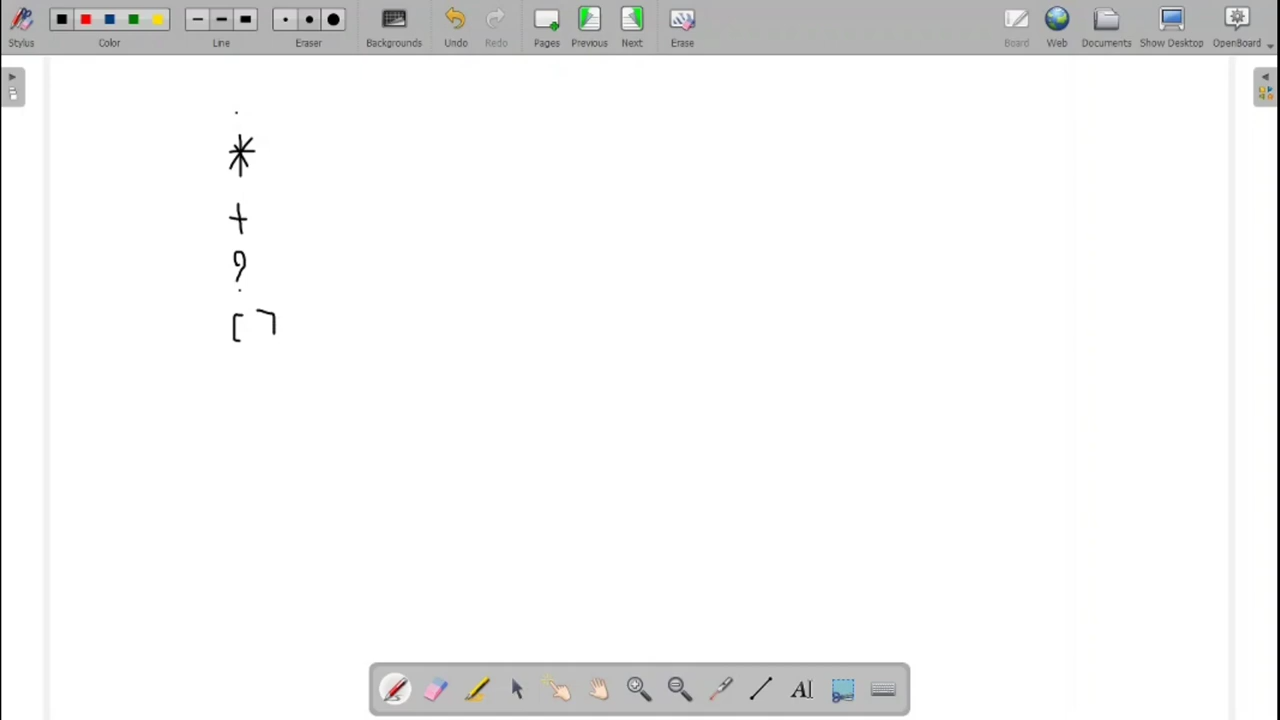 Stylus
Color
Line
Eraser
Backgrounds
Undo
Redo
Pages
Previous
Next
Erase
Board
Web
Documents
Show Desktop
OpenBoard
.
*
+
?
[ ]